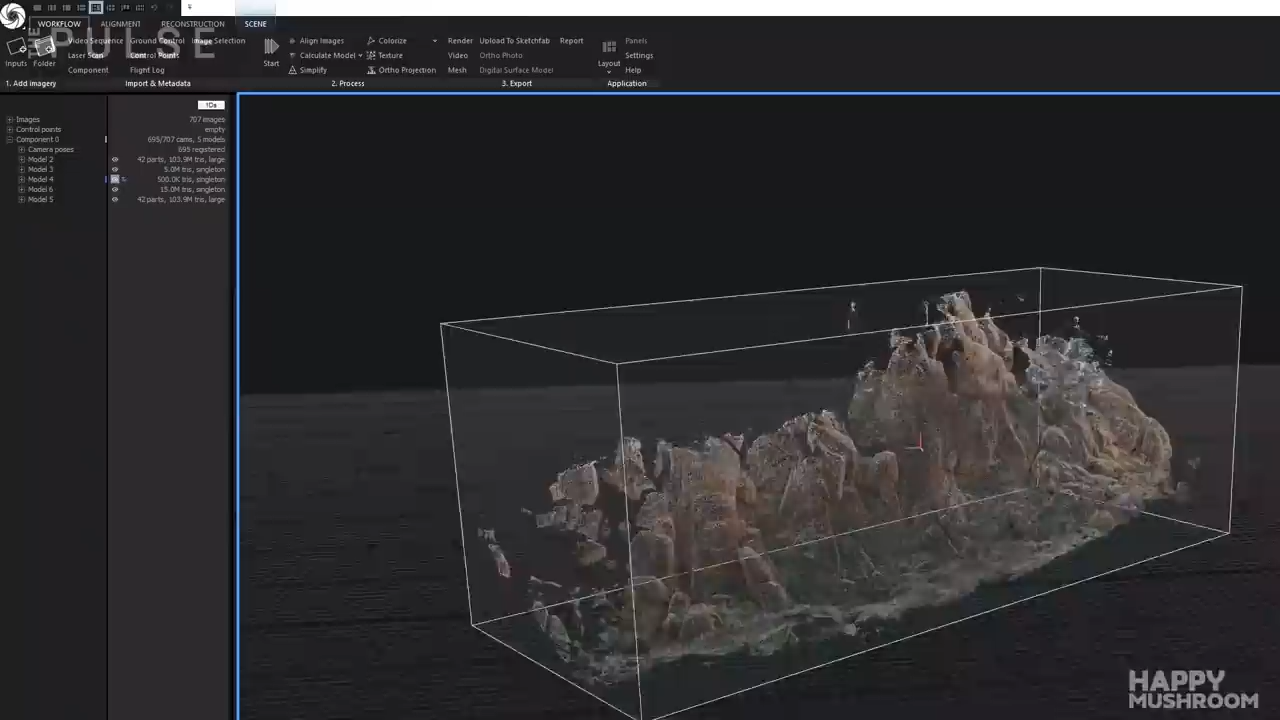 THE PULSE
WORKFLOW ALIGNMENT RECONSTRUCTION SCENE
Video Sequence Ground Control Image Selection
Laser Scan Control Points
Component Flight Log
Inputs Folder
1. Add imagery Import & Metadata
Start
Align Images Colorize
Calculate Model Texture
Simplify Ortho Projection
2. Process
Render Upload To Sketchfab Report
Video Ortho Photo
Mesh Digital Surface Model
3. Export
Layout
Panels
Settings
Help
Application
1Ds
Images 707 images
Control points empty
Component 0 695/707 cams, 5 models
Camera poses 695 registered
Model 2 42 parts, 103.9M tris, large
Model 3 5.0M tris, singleton
Model 4 500.0K tris, singleton
Model 6 15.0M tris, singleton
Model 5 42 parts, 103.9M tris, large
HAPPY
MUSHROOM